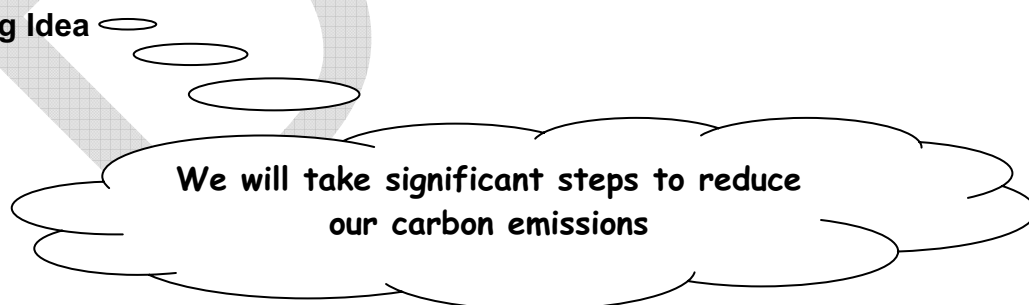 g Idea
We will take significant steps to reduce
our carbon emissions